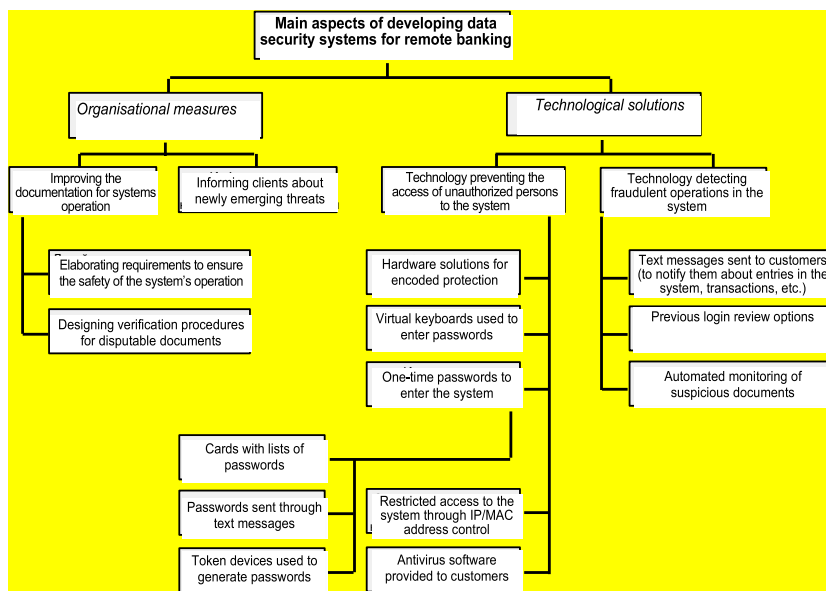 Main aspects of developing data
security systems for remote banking
Organisational measures
Technological solutions
Improving the
documentation for systems
operation
Informing clients about
newly emerging threats
Technology preventing the
access of unauthorized persons
to the system
Technology detecting
fraudulent operations in the
system
Elaborating requirements to ensure
the safety of the system's operation
Designing verification procedures
for disputable documents
Hardware solutions for
encoded protection
Virtual keyboards used to
enter passwords
One-time passwords to
enter the system
Text messages sent to customers
(to notify them about entries in the
system, transactions, etc.)
Previous login review options
Automated monitoring of
suspicious documents
Cards with lists of
passwords
Passwords sent through
text messages
Token devices used to
generate passwords
Restricted access to the
system through IP/MAC
address control
Antivirus software
provided to customers